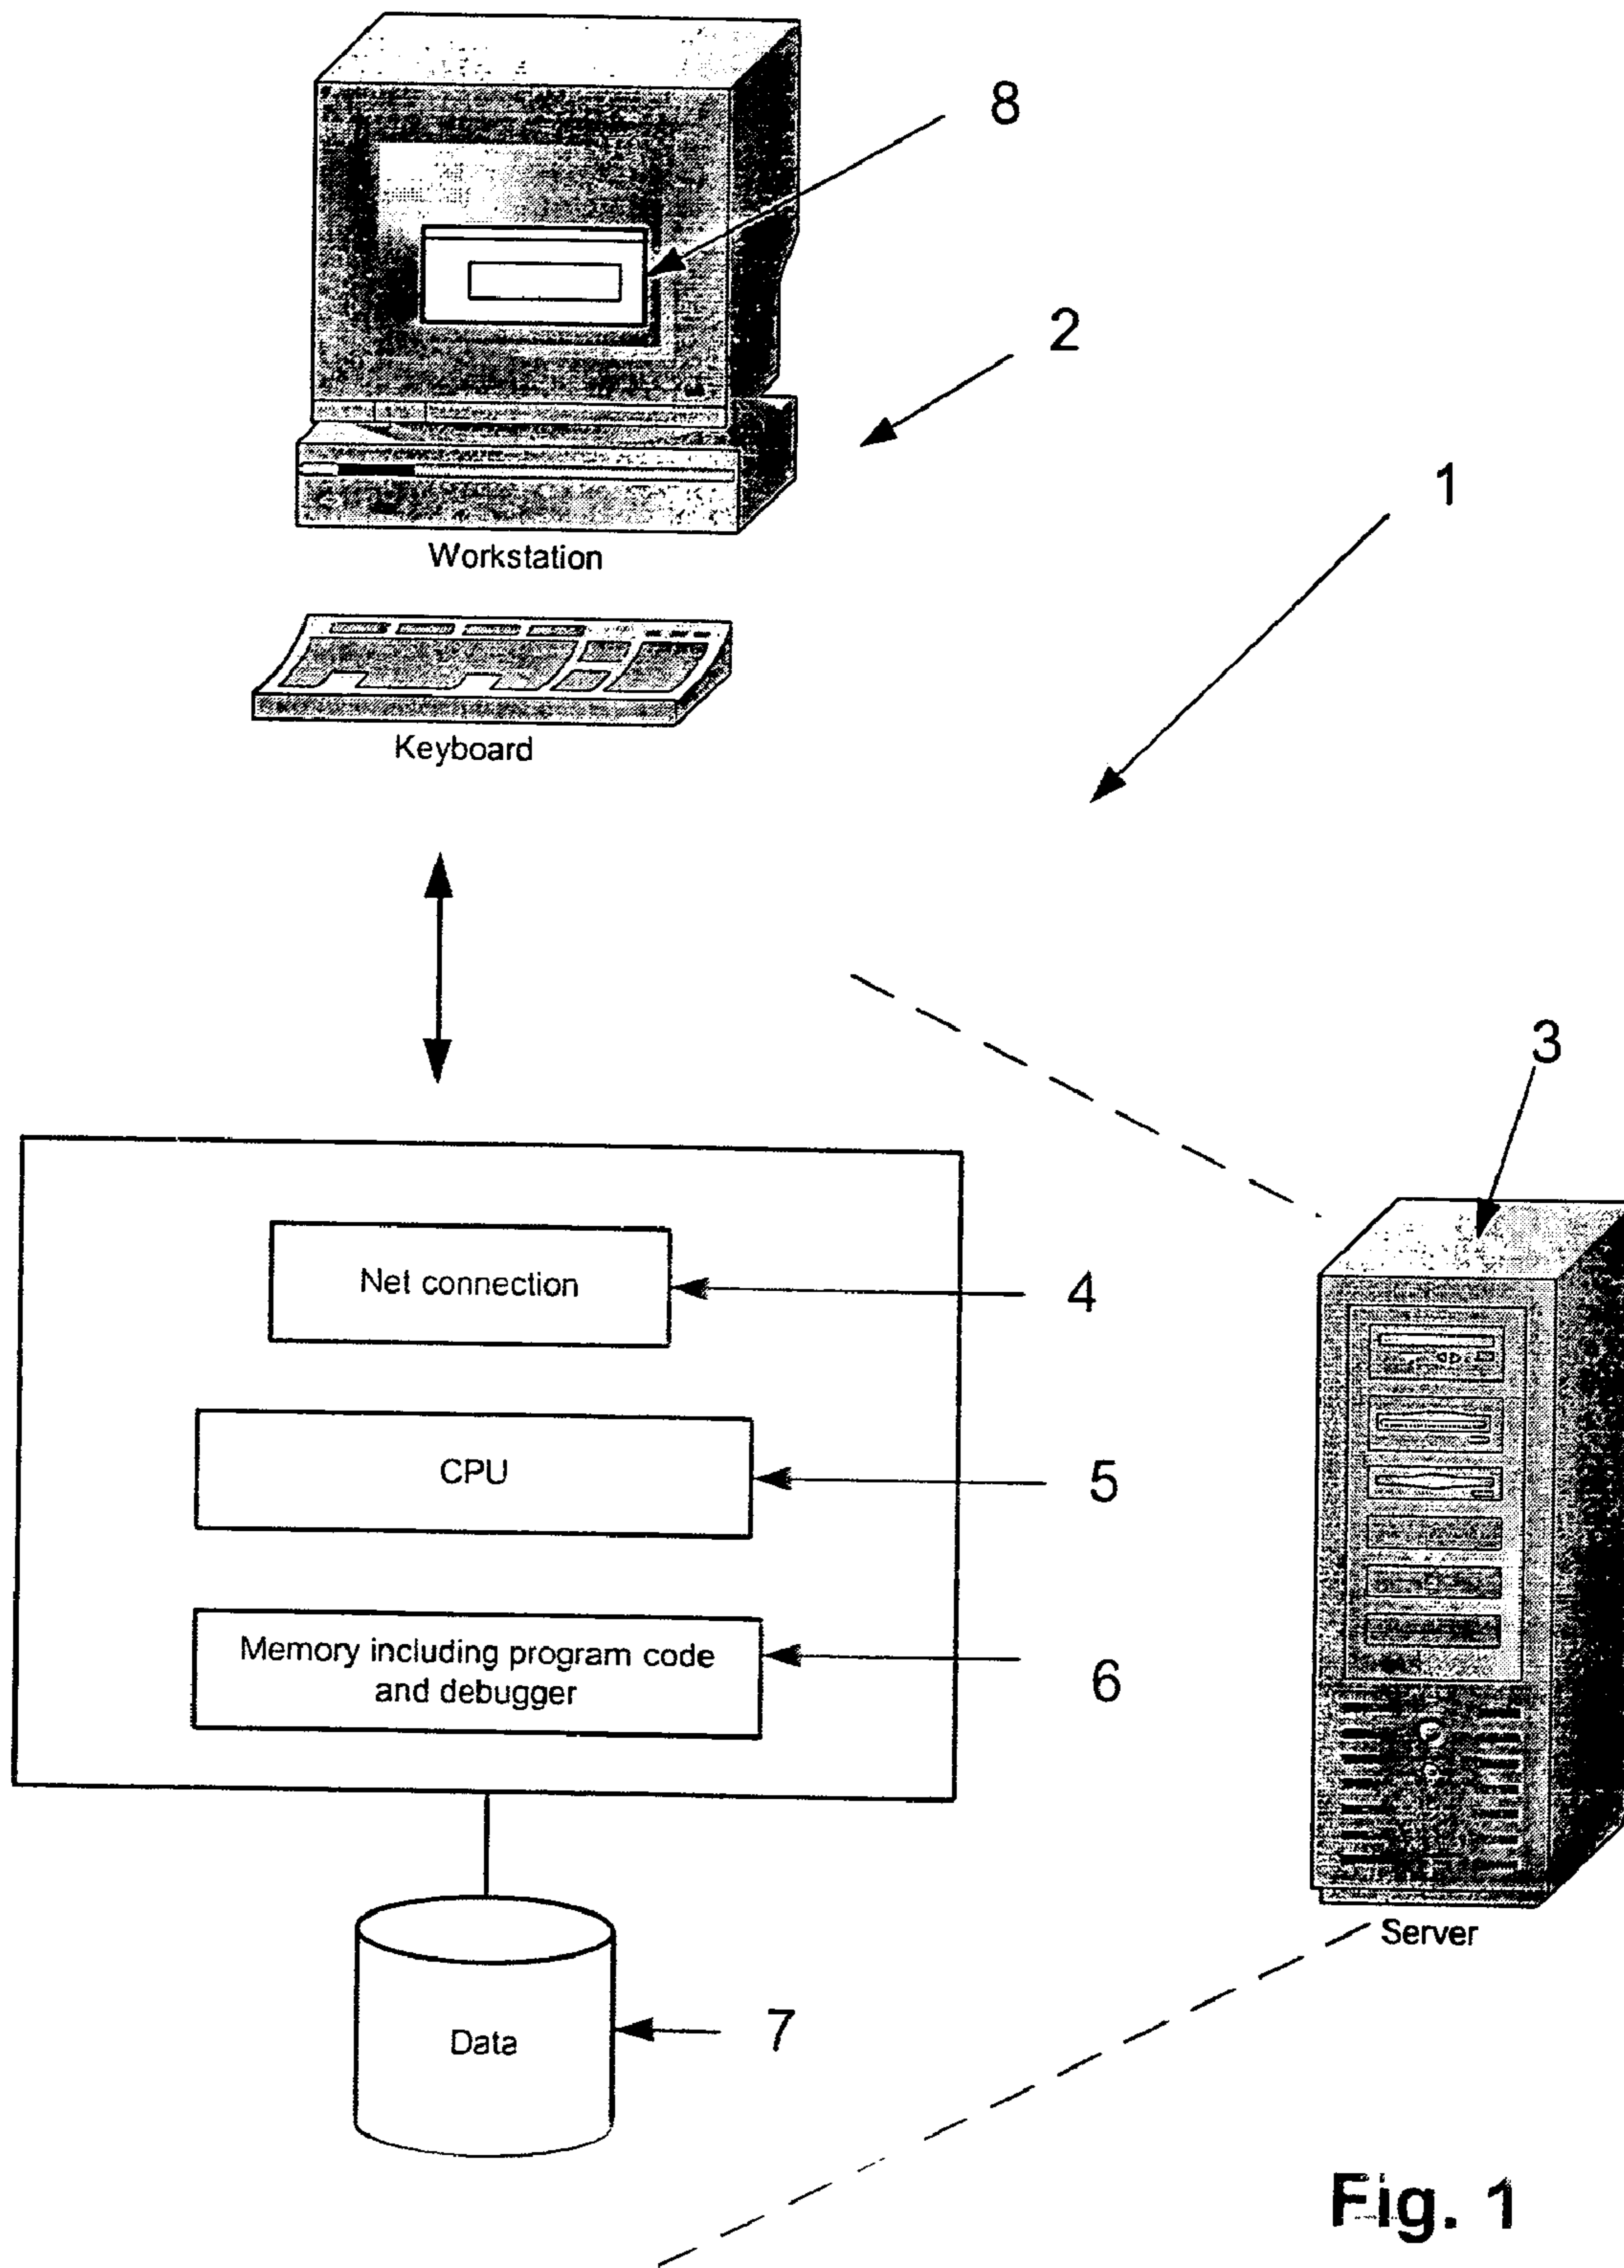 8
2
1
Workstation
Keyboard
3
Net connection
4
CPU
5
Memory including program code
and debugger
6
Server
Data
7
Fig. 1